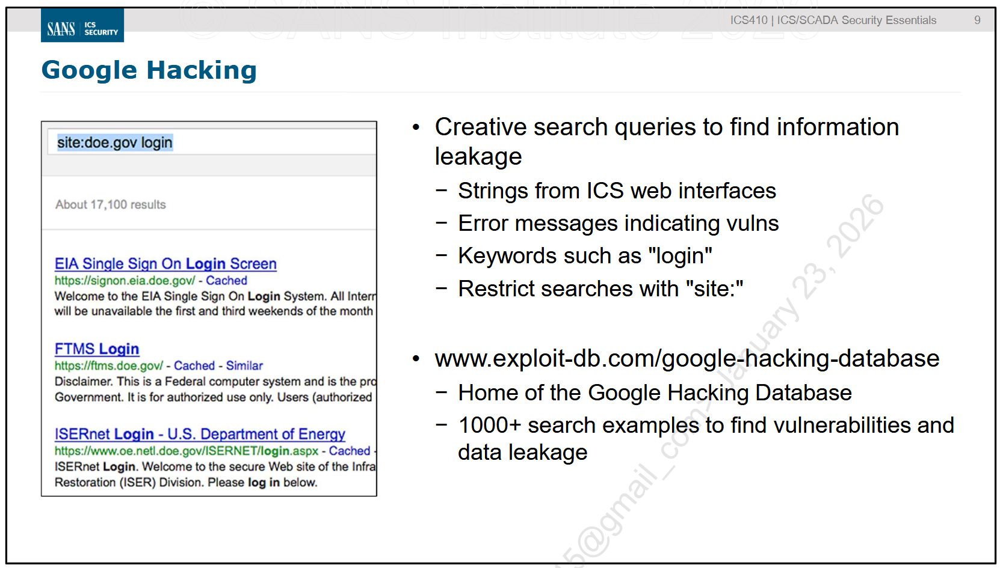 © SANS Institute 2026
SANS | ICS SECURITY
ICS410 | ICS/SCADA Security Essentials 9
Google Hacking
site:doe.gov login
About 17,100 results
EIA Single Sign On Login Screen
https://signon.eia.doe.gov/ - Cached
Welcome to the EIA Single Sign On Login System. All Intern
will be unavailable the first and third weekends of the month
FTMS Login
https://ftms.doe.gov/ - Cached - Similar
Disclaimer. This is a Federal computer system and is the pro
Government. It is for authorized use only. Users (authorized
ISERnet Login - U.S. Department of Energy
https://www.oe.netl.doe.gov/ISERNET/login.aspx - Cached -
ISERnet Login. Welcome to the secure Web site of the Infra
Restoration (ISER) Division. Please log in below.
• Creative search queries to find information
leakage
− Strings from ICS web interfaces
− Error messages indicating vulns
− Keywords such as "login"
− Restrict searches with "site:"
• www.exploit-db.com/google-hacking-database
− Home of the Google Hacking Database
− 1000+ search examples to find vulnerabilities and
data leakage
5@gmail_com> January 23, 2026